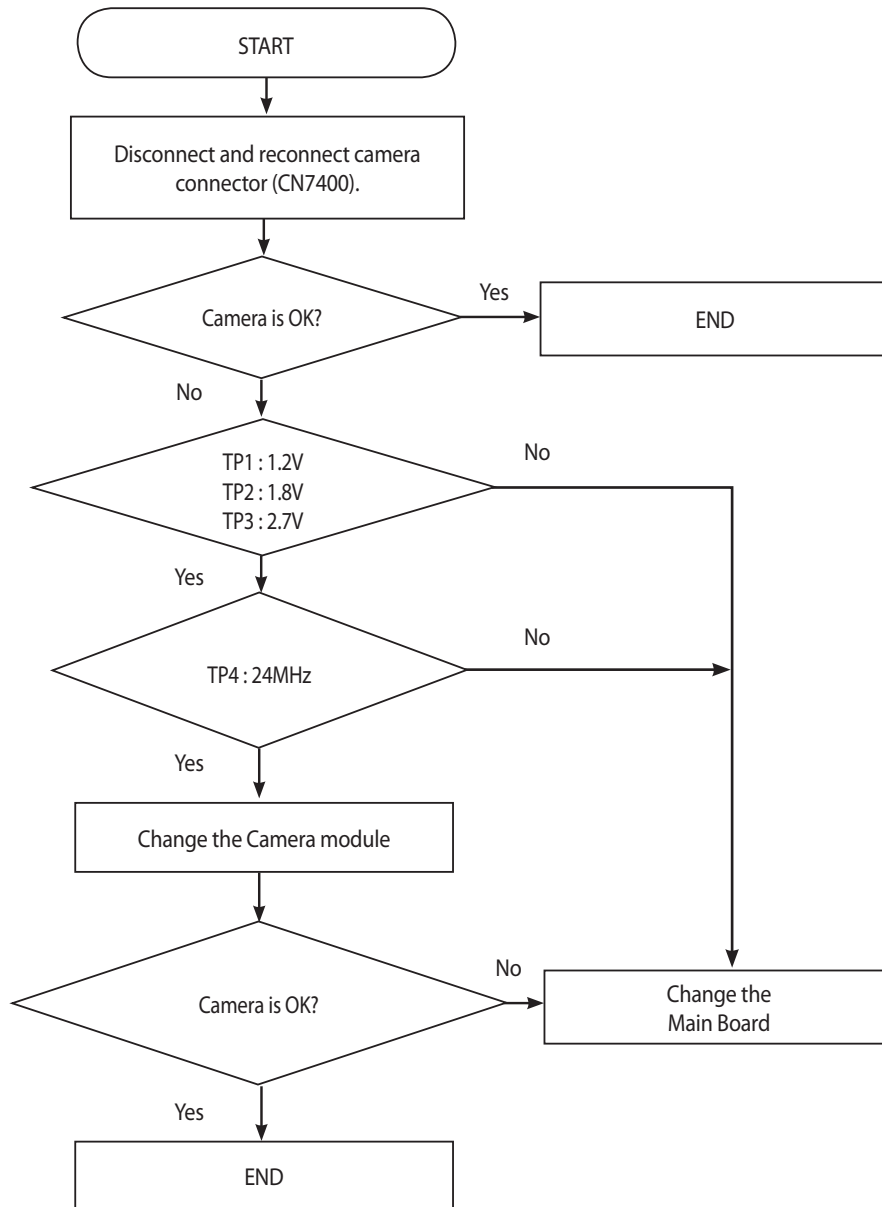 START
Disconnect and reconnect camera
connector (CN7400).
Camera is OK?
Yes
END
No
TP1 : 1.2V
TP2 : 1.8V
TP3 : 2.7V
No
Yes
TP4 : 24MHz
No
Yes
Change the Camera module
Camera is OK?
No
Change the
Main Board
Yes
END